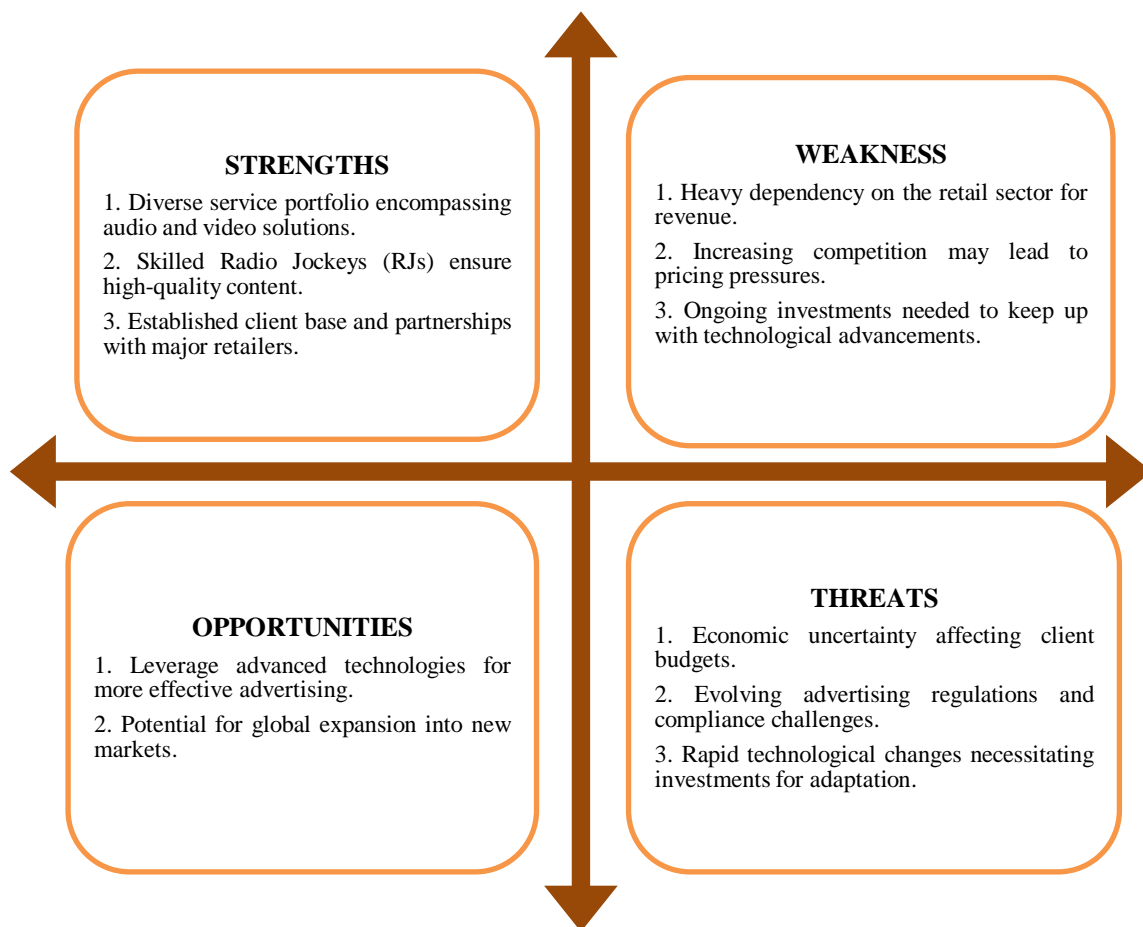 STRENGTHS
1. Diverse service portfolio encompassing
audio and video solutions.
2. Skilled Radio Jockeys (RJs) ensure
high-quality content.
3. Established client base and partnerships
with major retailers.
WEAKNESS
1. Heavy dependency on the retail sector for
revenue.
2. Increasing competition may lead to
pricing pressures.
3. Ongoing investments needed to keep up
with technological advancements.
OPPORTUNITIES
1. Leverage advanced technologies for
more effective advertising.
2. Potential for global expansion into new
markets.
THREATS
1. Economic uncertainty affecting client
budgets.
2. Evolving advertising regulations and
compliance challenges.
3. Rapid technological changes necessitating
investments for adaptation.